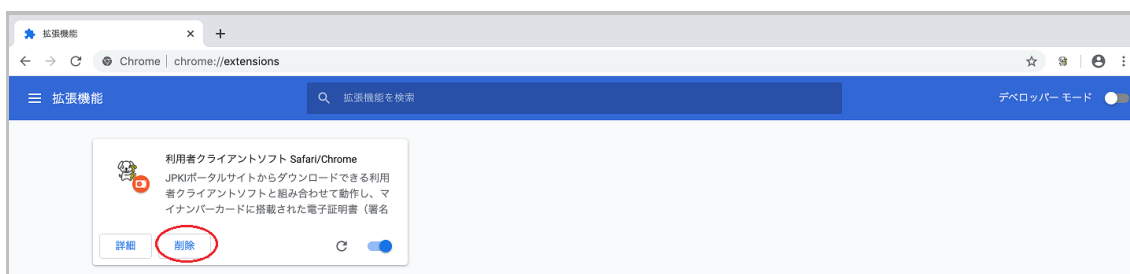 拡張機能
Chrome | chrome://extensions
拡張機能
拡張機能を検索
デベロッパー モード
利用者クライアントソフト Safari/Chrome
JPKIポータルサイトからダウンロードできる利用
者クライアントソフトと組み合わせて動作し、マ
イナンバーカードに搭載された電子証明書（署名
詳細
削除